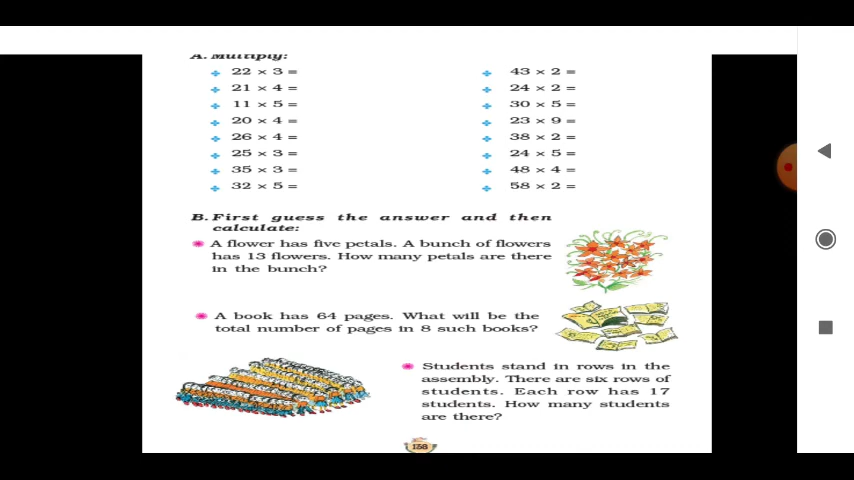 A. Multiply:
22 × 3 =
21 × 4 =
11 × 5 =
20 × 4 =
26 × 4 =
25 × 3 =
35 × 3 =
32 × 5 =
43 × 2 =
24 × 2 =
30 × 5 =
23 × 9 =
38 × 2 =
24 × 5 =
48 × 4 =
58 × 2 =
B. First guess the answer and then
calculate:
A flower has five petals. A bunch of flowers
has 13 flowers. How many petals are there
in the bunch?
A book has 64 pages. What will be the
total number of pages in 8 such books?
Students stand in rows in the
assembly. There are six rows of
students. Each row has 17
students. How many students
are there?
158